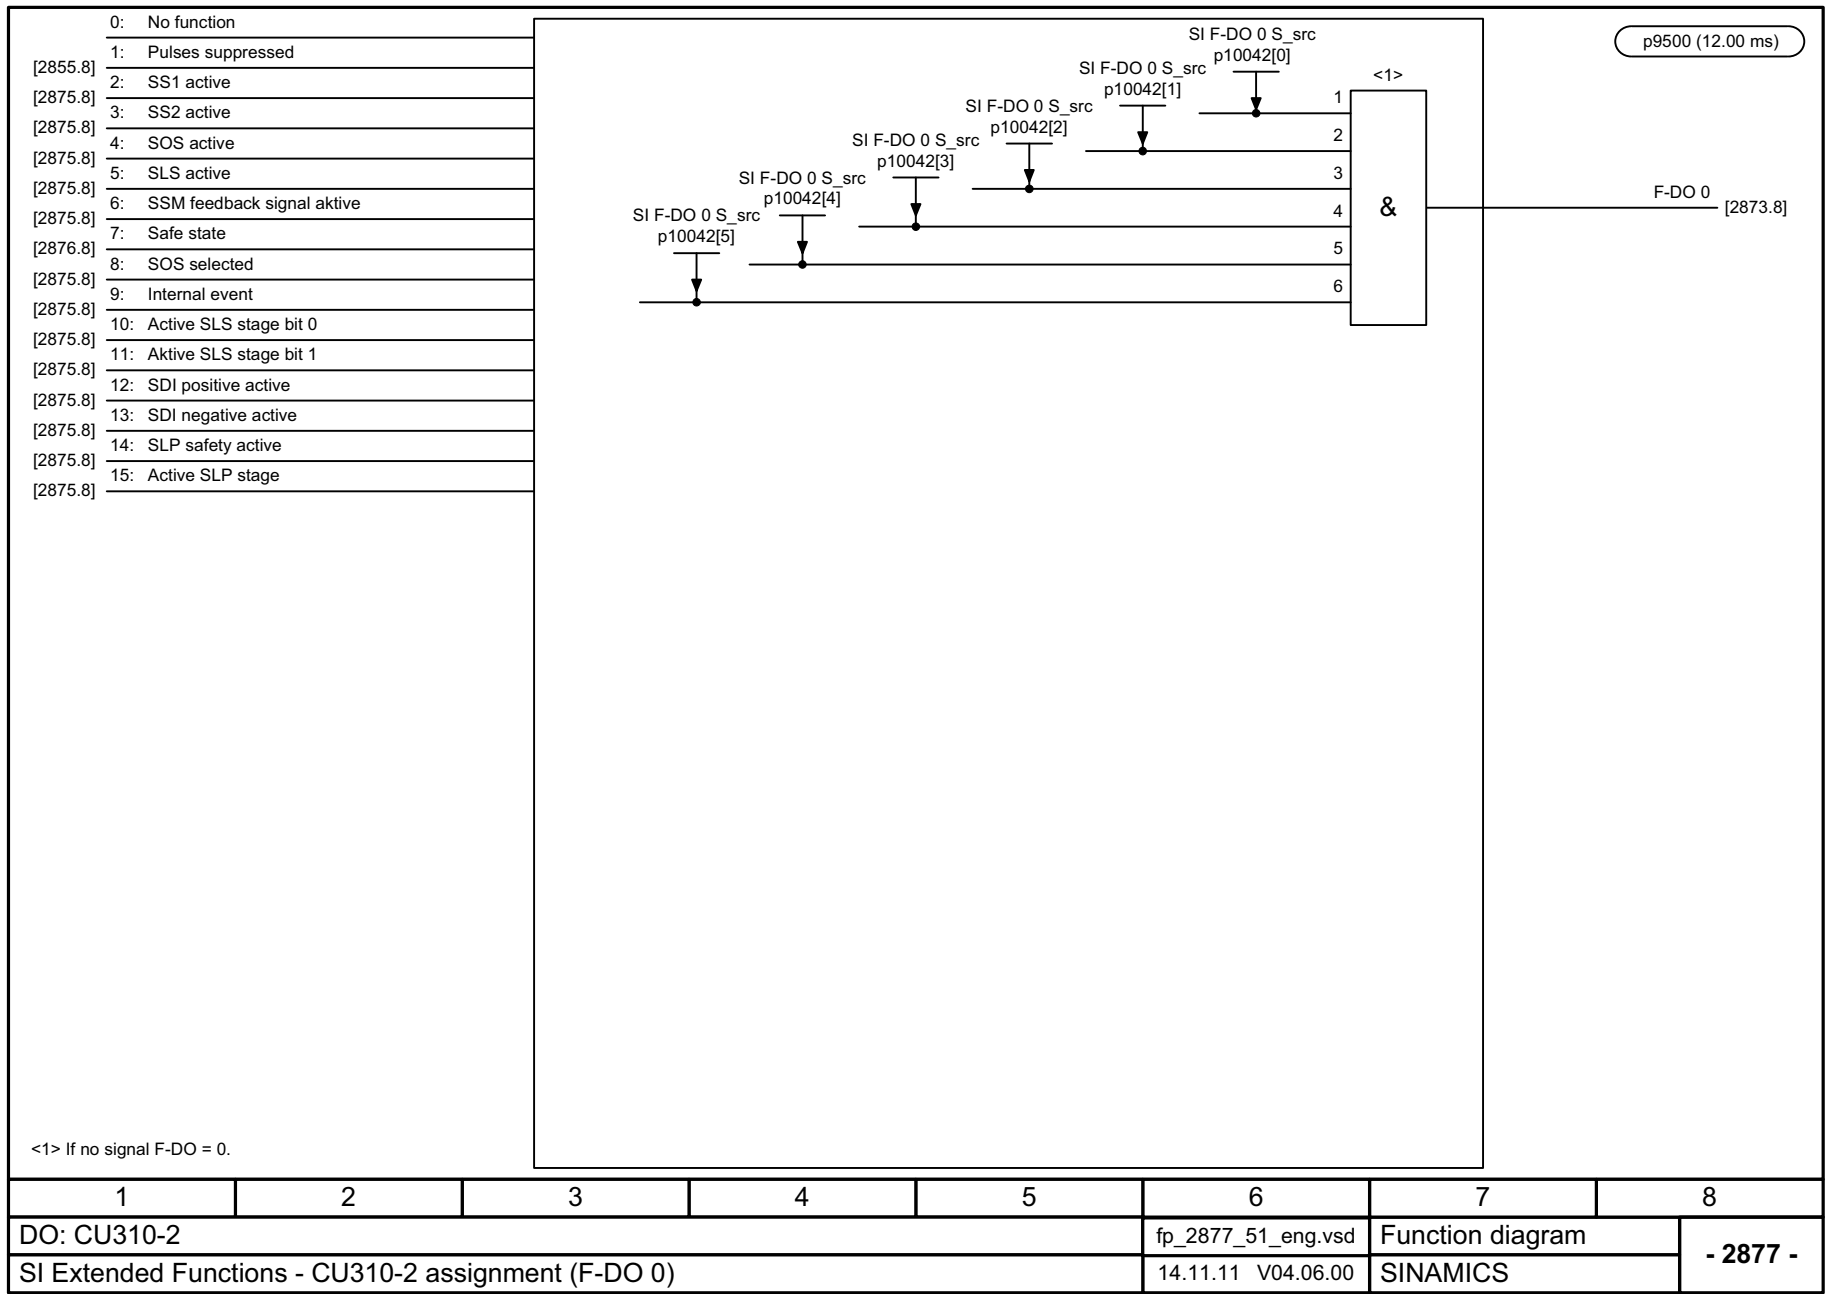 0: No function
1: Pulses suppressed
[2855.8]
2: SS1 active
[2875.8]
3: SS2 active
[2875.8]
4: SOS active
[2875.8]
5: SLS active
[2875.8]
6: SSM feedback signal aktive
[2875.8]
7: Safe state
[2876.8]
8: SOS selected
[2875.8]
9: Internal event
[2875.8]
10: Active SLS stage bit 0
[2875.8]
11: Aktive SLS stage bit 1
[2875.8]
12: SDI positive active
[2875.8]
13: SDI negative active
[2875.8]
14: SLP safety active
[2875.8]
15: Active SLP stage
[2875.8]
SI F-DO 0 S_src
p10042[0]
SI F-DO 0 S_src
p10042[1]
SI F-DO 0 S_src
p10042[2]
SI F-DO 0 S_src
p10042[3]
SI F-DO 0 S_src
p10042[4]
SI F-DO 0 S_src
p10042[5]
<1>
1
2
3
4
5
6
&
p9500 (12.00 ms)
F-DO 0
[2873.8]
<1> If no signal F-DO = 0.
1 2 3 4 5 6 7 8
DO: CU310-2
fp_2877_51_eng.vsd
Function diagram
- 2877 -
SI Extended Functions - CU310-2 assignment (F-DO 0)
14.11.11 V04.06.00
SINAMICS